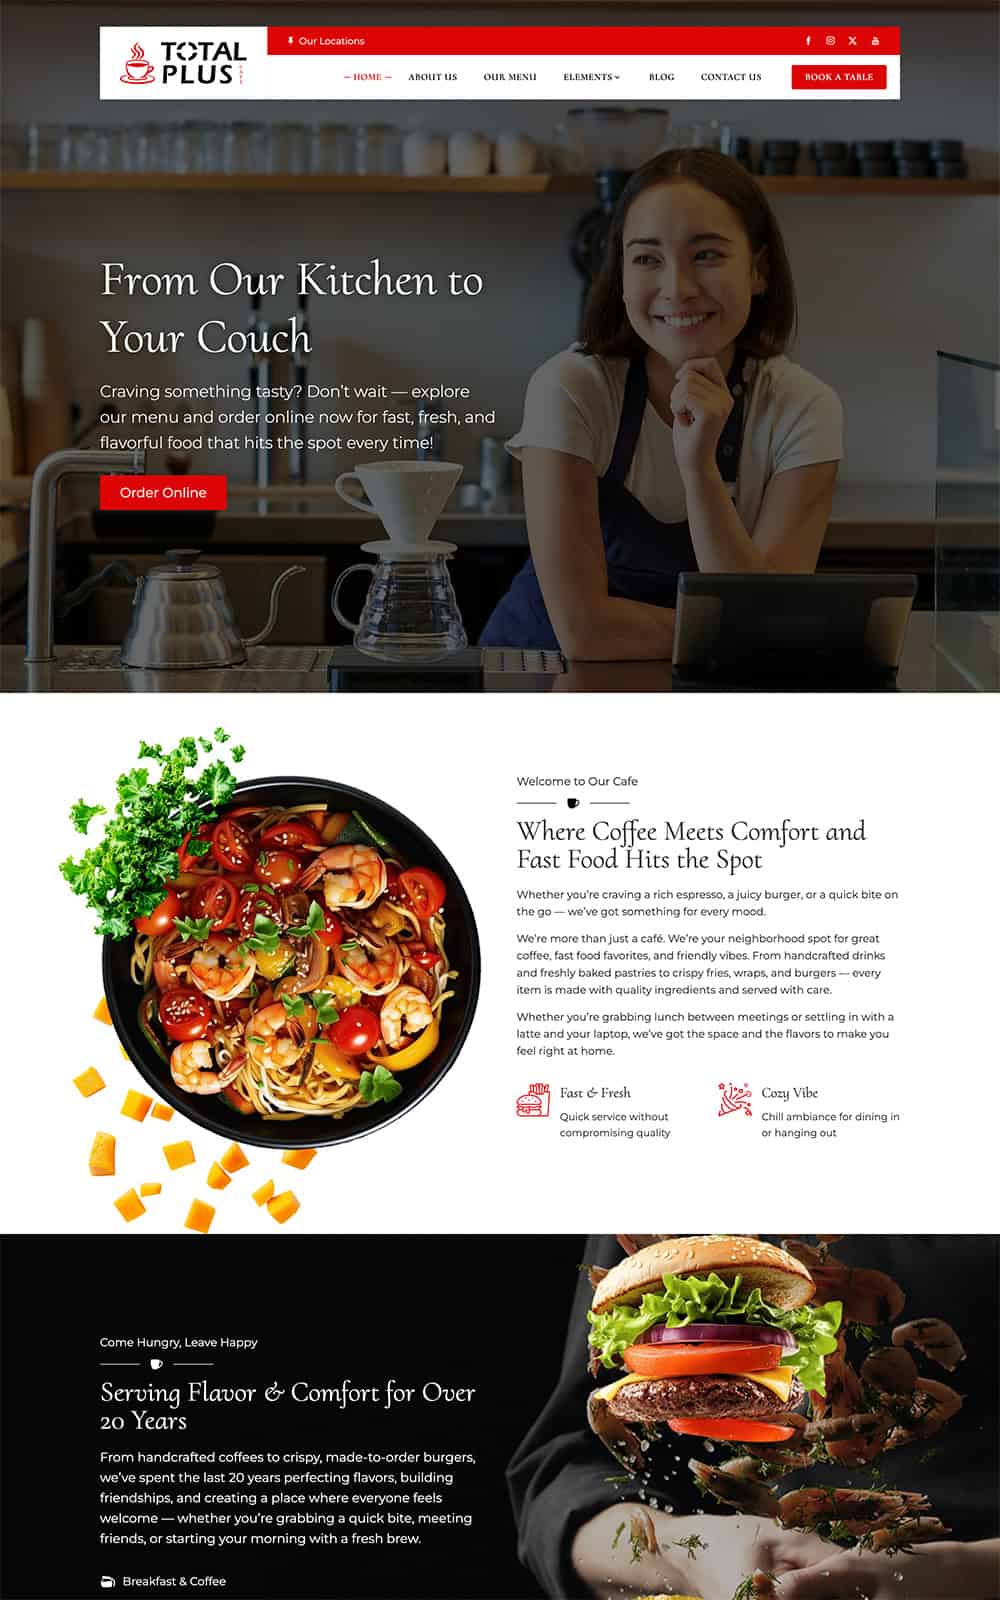 TOTAL
PLUS
CAFE
Our Locations
HOME
ABOUT US
OUR MENU
ELEMENTS
BLOG
CONTACT US
BOOK A TABLE
From Our Kitchen to
Your Couch
Craving something tasty? Don't wait — explore
our menu and order online now for fast, fresh, and
flavorful food that hits the spot every time!
Order Online
Welcome to Our Cafe
Where Coffee Meets Comfort and
Fast Food Hits the Spot
Whether you're craving a rich espresso, a juicy burger, or a quick bite on
the go — we've got something for every mood.
We're more than just a café. We're your neighborhood spot for great
coffee, fast food favorites, and friendly vibes. From handcrafted drinks
and freshly baked pastries to crispy fries, wraps, and burgers — every
item is made with quality ingredients and served with care.
Whether you're grabbing lunch between meetings or settling in with a
latte and your laptop, we've got the space and the flavors to make you
feel right at home.
Fast & Fresh
Quick service without
compromising quality
Cozy Vibe
Chill ambiance for dining in
or hanging out
Come Hungry, Leave Happy
Serving Flavor & Comfort for Over
20 Years
From handcrafted coffees to crispy, made-to-order burgers,
we've spent the last 20 years perfecting flavors, building
friendships, and creating a place where everyone feels
welcome — whether you're grabbing a quick bite, meeting
friends, or starting your morning with a fresh brew.
Breakfast & Coffee